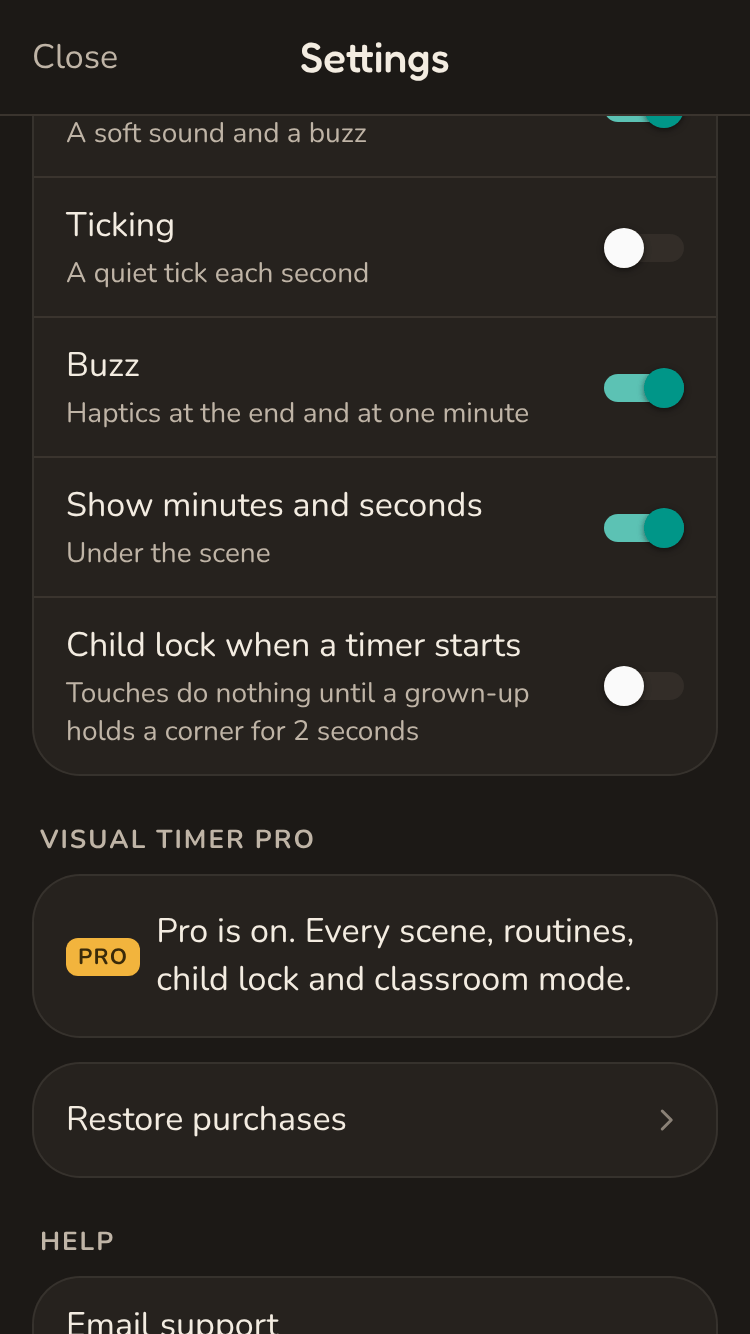 Close
Settings
A soft sound and a buzz
Ticking
A quiet tick each second
Buzz
Haptics at the end and at one minute
Show minutes and seconds
Under the scene
Child lock when a timer starts
Touches do nothing until a grown-up
holds a corner for 2 seconds
VISUAL TIMER PRO
PRO
Pro is on. Every scene, routines,
child lock and classroom mode.
Restore purchases
HELP
Email support